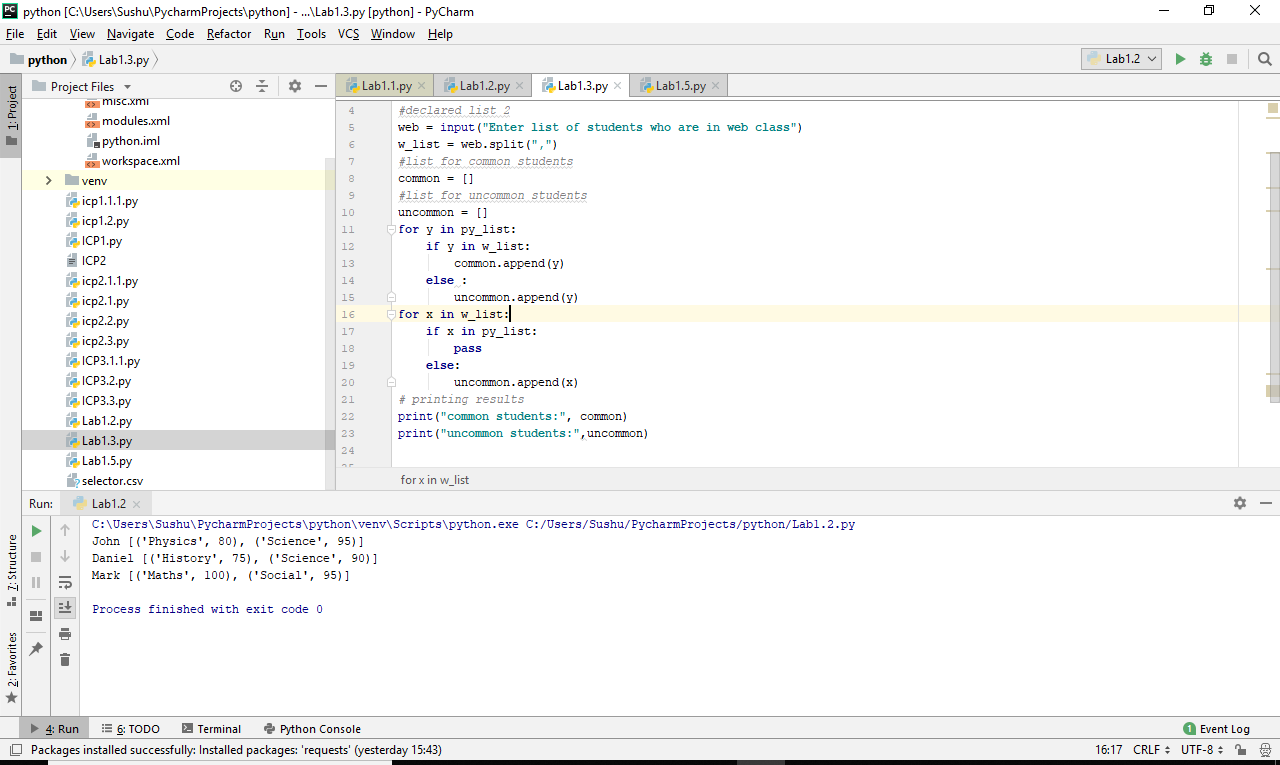 python [C:\Users\Sushu\PycharmProjects\python] - ...\Lab1.3.py [python] - PyCharm
File Edit View Navigate Code Refactor Run Tools VCS Window Help
python Lab1.3.py Lab1.2
1: Project
Project Files
misc.xml
modules.xml
python.iml
workspace.xml
venv
icp1.1.1.py
icp1.2.py
ICP1.py
ICP2
icp2.1.1.py
icp2.1.py
icp2.2.py
icp2.3.py
ICP3.1.1.py
ICP3.2.py
ICP3.3.py
Lab1.2.py
Lab1.3.py
Lab1.5.py
selector.csv
Lab1.1.py Lab1.2.py Lab1.3.py Lab1.5.py
4 #declared list 2
5 web = input("Enter list of students who are in web class")
6 w_list = web.split(",")
7 #list for common students
8 common = []
9 #list for uncommon students
10 uncommon = []
11 for y in py_list:
12 if y in w_list:
13 common.append(y)
14 else :
15 uncommon.append(y)
16 for x in w_list:
17 if x in py_list:
18 pass
19 else:
20 uncommon.append(x)
21 # printing results
22 print("common students:", common)
23 print("uncommon students:",uncommon)
24
25
for x in w_list
Run: Lab1.2
C:\Users\Sushu\PycharmProjects\python\venv\Scripts\python.exe C:/Users/Sushu/PycharmProjects/python/Lab1.2.py
John [('Physics', 80), ('Science', 95)]
Daniel [('History', 75), ('Science', 90)]
Mark [('Maths', 100), ('Social', 95)]
Process finished with exit code 0
7: Structure
2: Favorites
4: Run 6: TODO Terminal Python Console 1 Event Log
Packages installed successfully: Installed packages: 'requests' (yesterday 15:43) 16:17 CRLF UTF-8